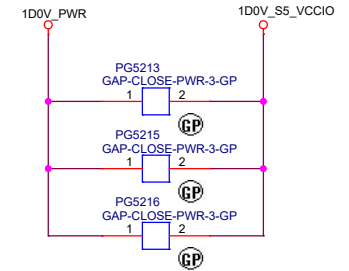 1D0V_PWR 1D0V_S5_VCCIO
PG5213
GAP-CLOSE-PWR-3-GP
1 2
GP
PG5215
GAP-CLOSE-PWR-3-GP
1 2
GP
PG5216
GAP-CLOSE-PWR-3-GP
1 2
GP